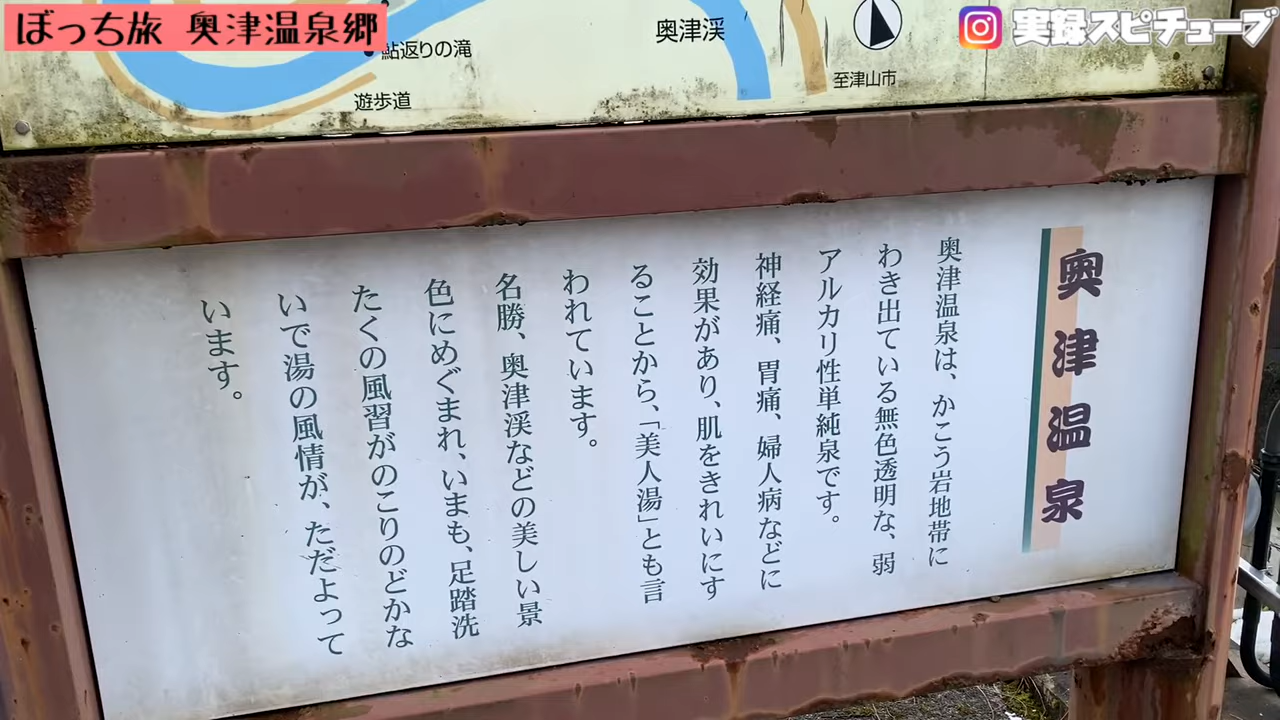 ぼっち旅 奥津温泉郷
実録スピチューブ
鮎返りの滝
奥津渓
至津山市
遊歩道
奥津温泉
奥津温泉は、かこう岩地帯に
わき出ている無色透明な、弱
アルカリ性単純泉です。
神経痛、胃痛、婦人病などに
効果があり、肌をきれいにす
ることから、「美人湯」とも言
われています。
名勝、奥津渓などの美しい景
色にめぐまれ、いまも、足踏洗
たくの風習がのこりのどかな
いで湯の風情が、ただよって
います。